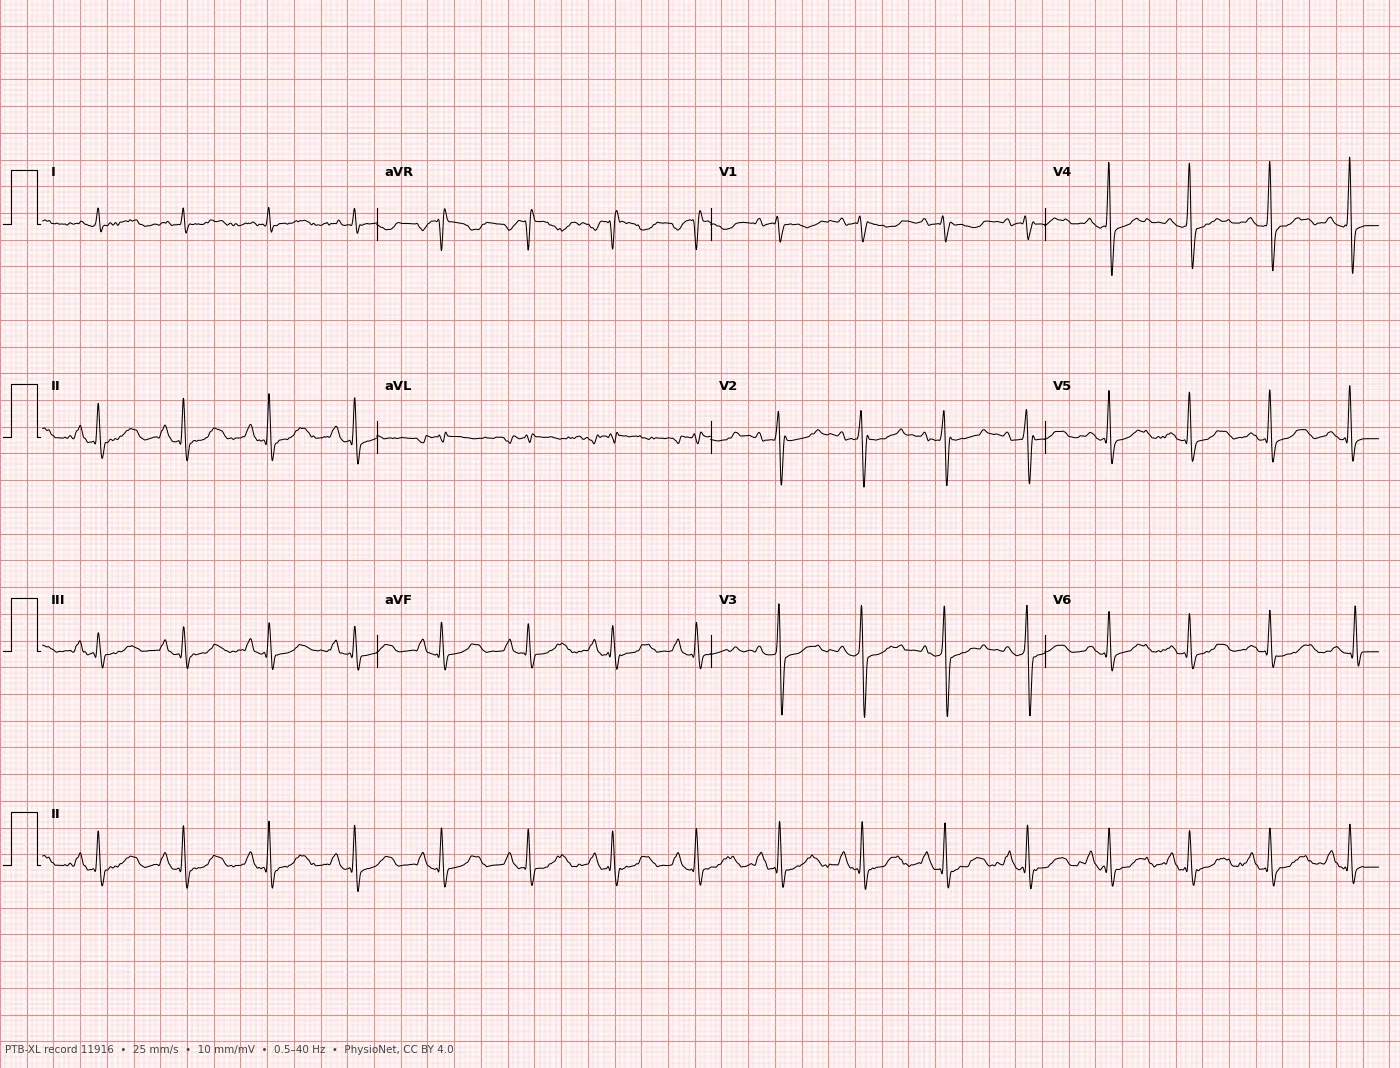 I aVR V1 V4
II aVL V2 V5
III aVF V3 V6
II
PTB-XL record 11916 • 25 mm/s • 10 mm/mV • 0.5–40 Hz • PhysioNet, CC BY 4.0